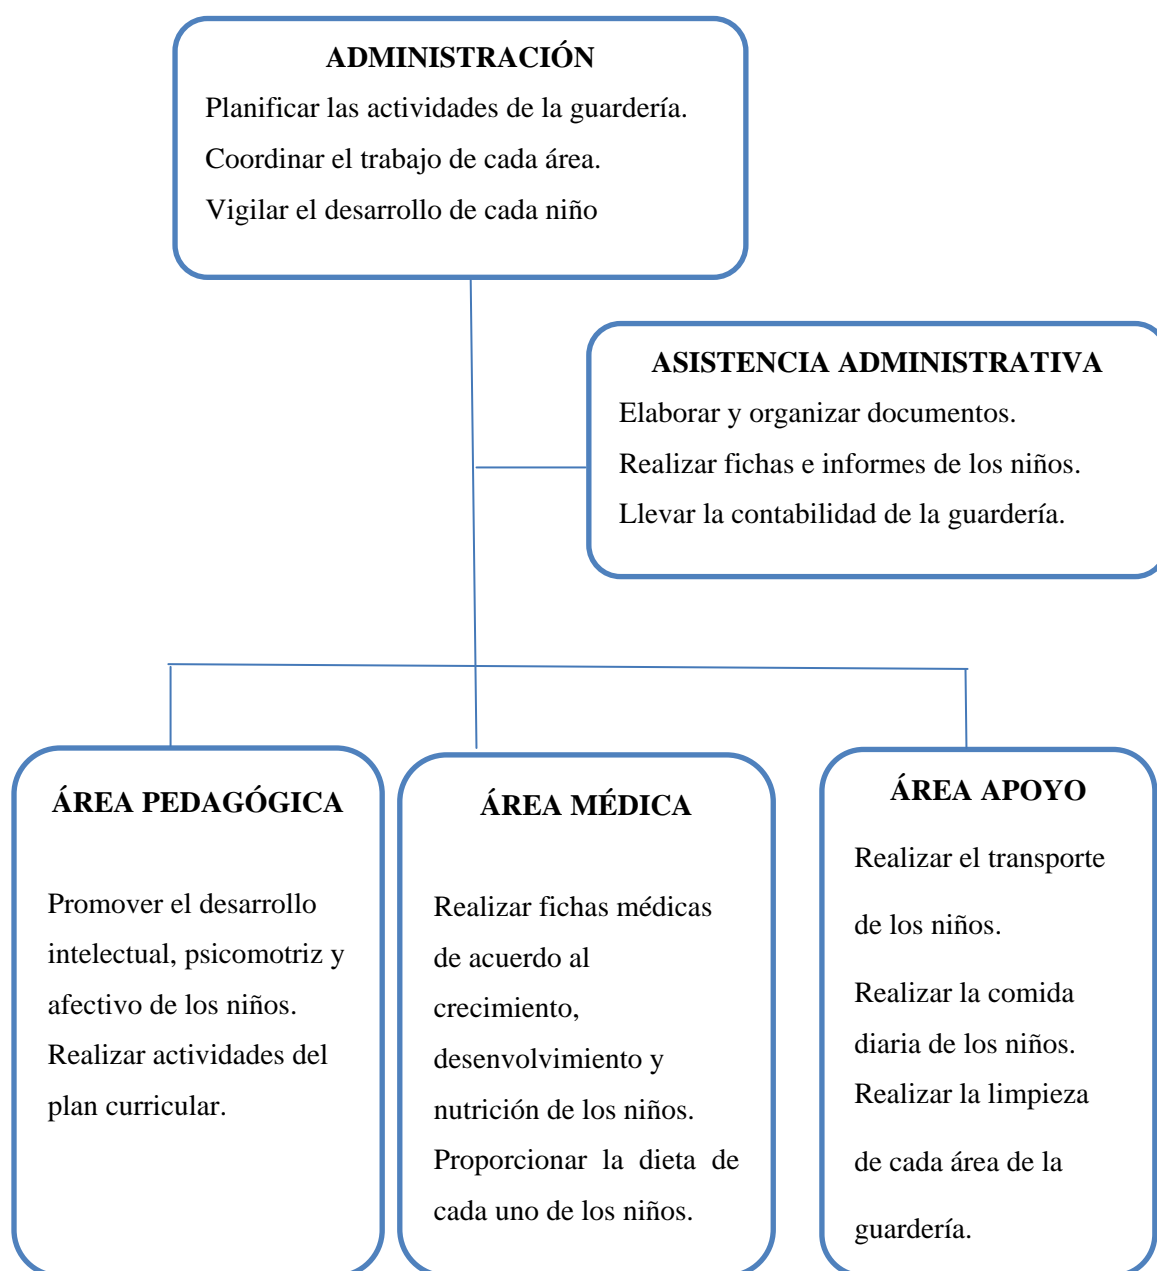 ADMINISTRACIÓN
Planificar las actividades de la guardería.
Coordinar el trabajo de cada área.
Vigilar el desarrollo de cada niño
ASISTENCIA ADMINISTRATIVA
Elaborar y organizar documentos.
Realizar fichas e informes de los niños.
Llevar la contabilidad de la guardería.
ÁREA PEDAGÓGICA
Promover el desarrollo
intelectual, psicomotriz y
afectivo de los niños.
Realizar actividades del
plan curricular.
ÁREA MÉDICA
Realizar fichas médicas
de acuerdo al
crecimiento,
desenvolvimiento y
nutrición de los niños.
Proporcionar la dieta de
cada uno de los niños.
ÁREA APOYO
Realizar el transporte
de los niños.
Realizar la comida
diaria de los niños.
Realizar la limpieza
de cada área de la
guardería.